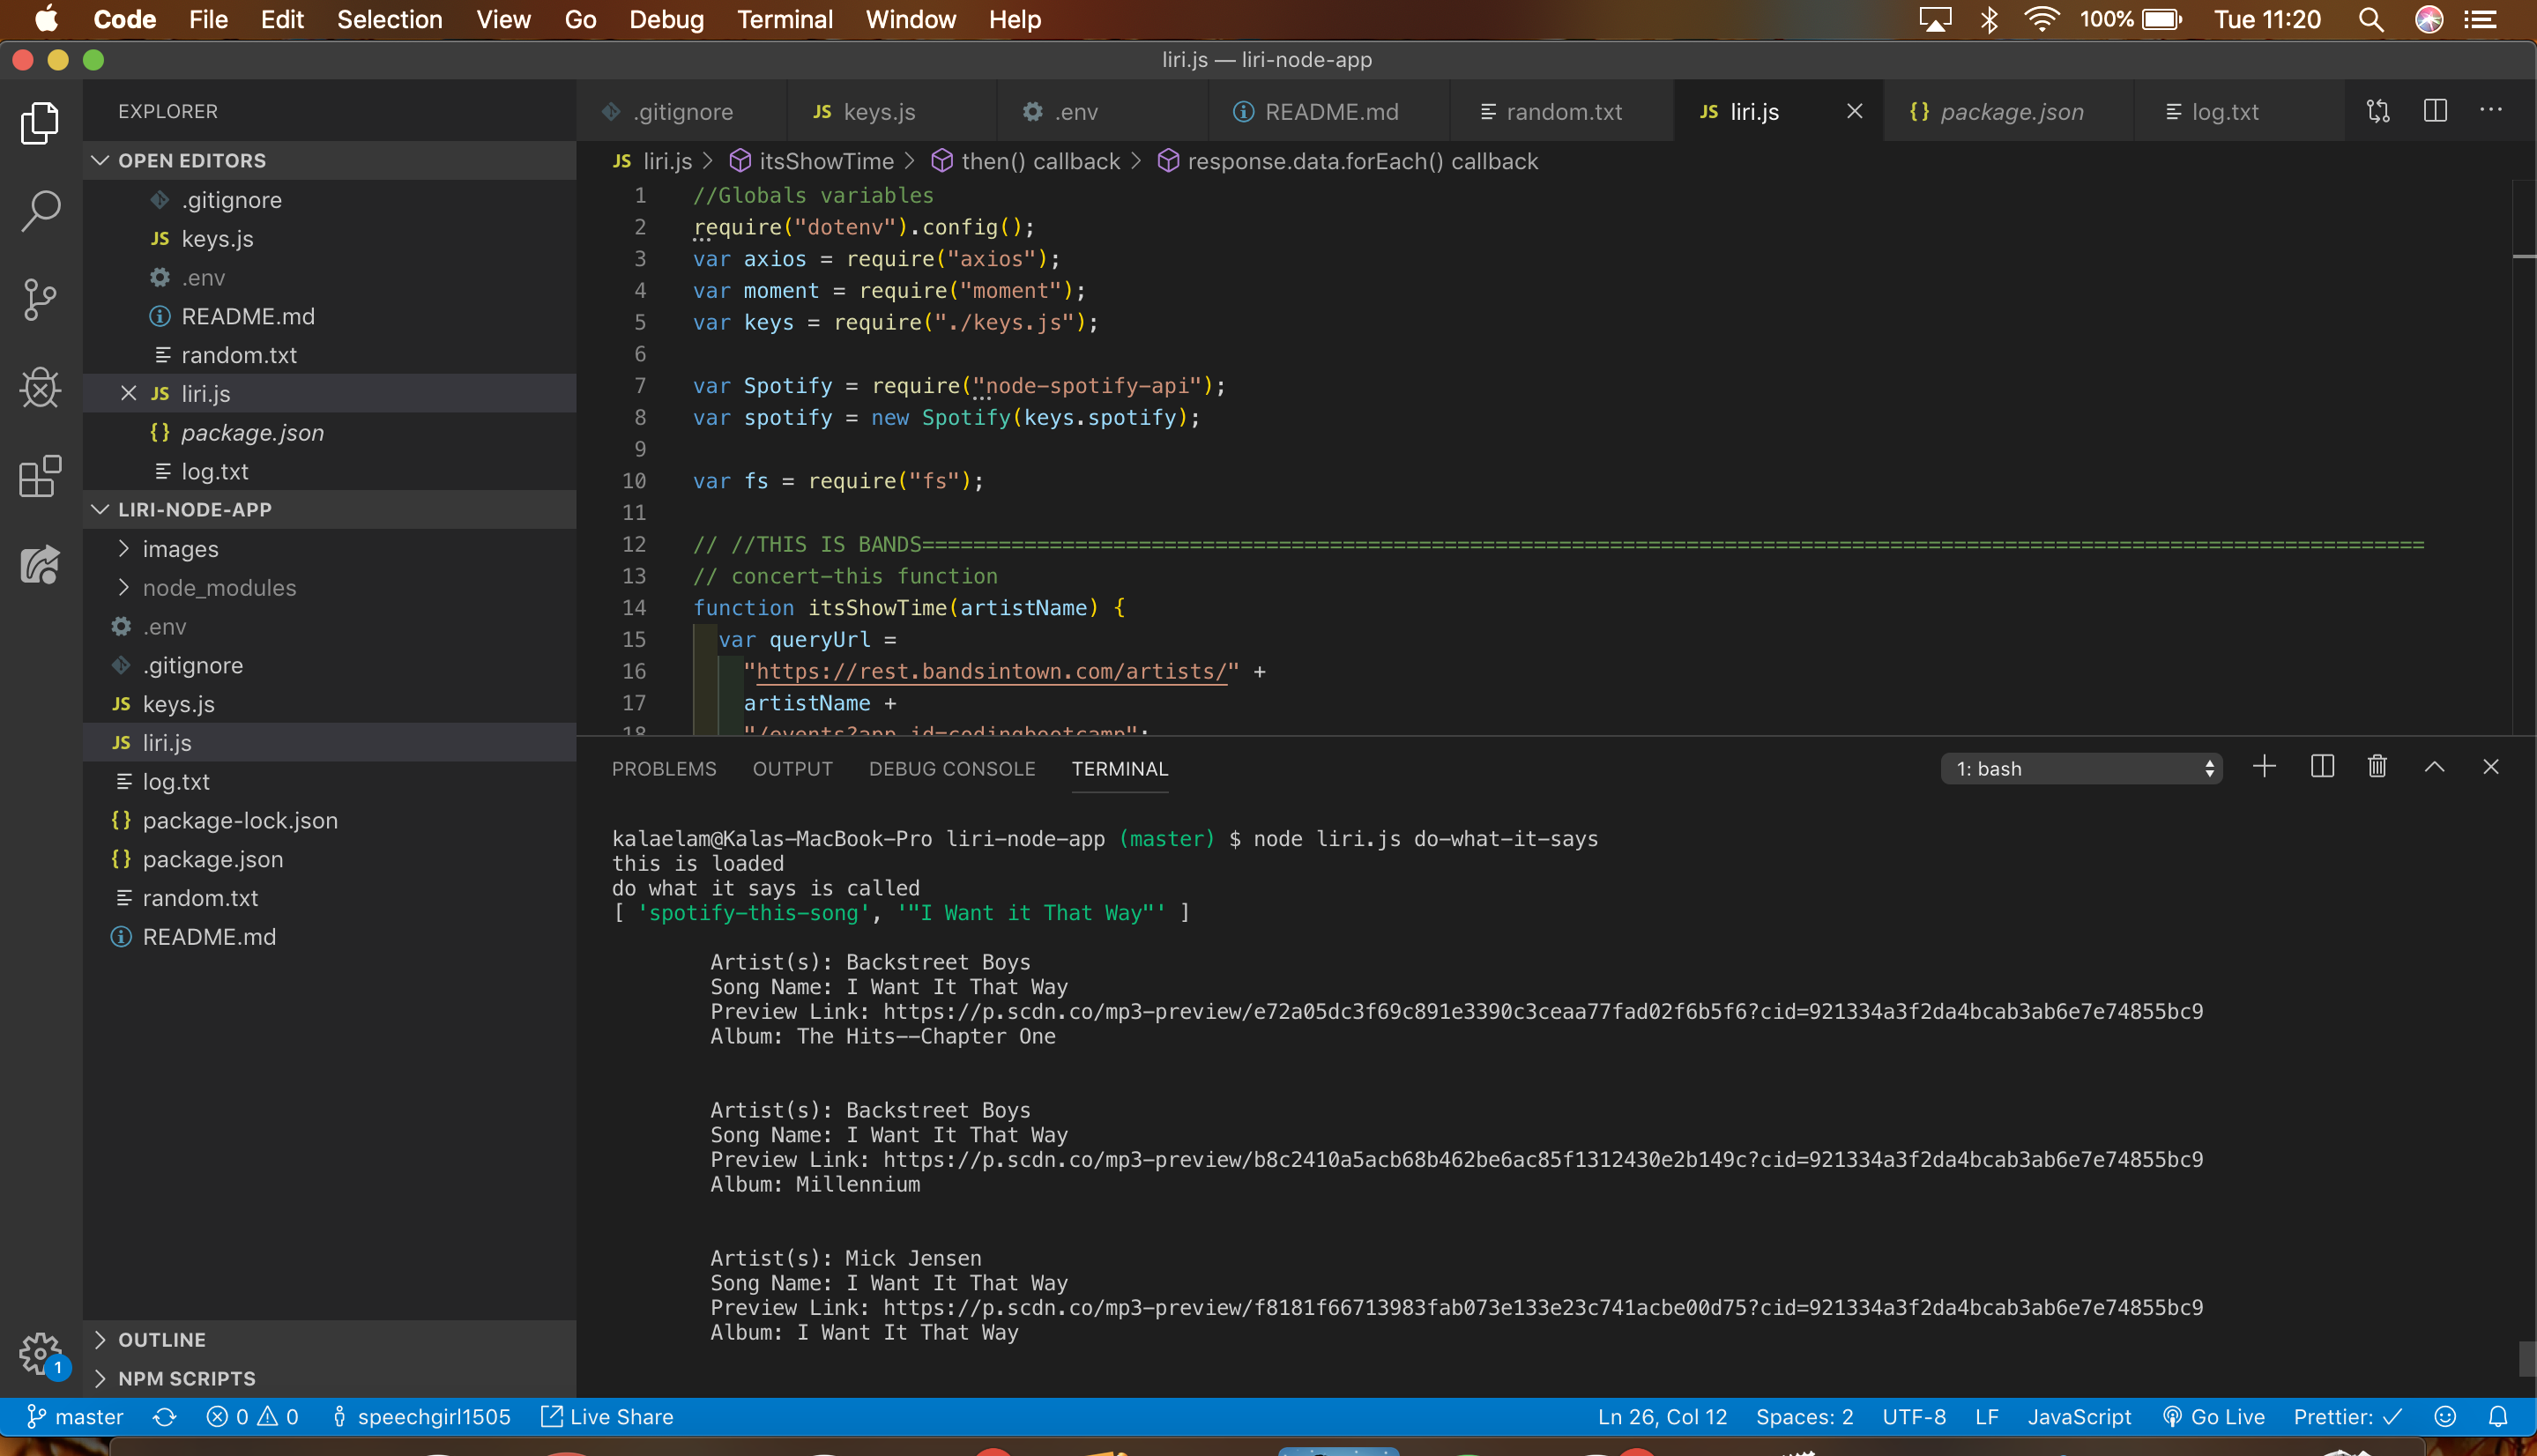 Code File Edit Selection View Go Debug Terminal Window Help 100% Tue 11:20
liri.js — liri-node-app
EXPLORER
OPEN EDITORS
.gitignore
JS keys.js
.env
README.md
random.txt
JS liri.js
{} package.json
log.txt
LIRI-NODE-APP
images
node_modules
.env
.gitignore
JS keys.js
JS liri.js
log.txt
{} package-lock.json
{} package.json
random.txt
README.md
OUTLINE
NPM SCRIPTS
.gitignore JS keys.js .env README.md random.txt JS liri.js {} package.json log.txt
JS liri.js > itsShowTime > then() callback > response.data.forEach() callback
1 //Globals variables
2 require("dotenv").config();
3 var axios = require("axios");
4 var moment = require("moment");
5 var keys = require("./keys.js");
6
7 var Spotify = require("node-spotify-api");
8 var spotify = new Spotify(keys.spotify);
9
10 var fs = require("fs");
11
12 // //THIS IS BANDS======================================================================================================================
13 // concert-this function
14 function itsShowTime(artistName) {
15 var queryUrl =
16 "https://rest.bandsintown.com/artists/" +
17 artistName +
18 "/events?app_id=codingbootcamp";
PROBLEMS OUTPUT DEBUG CONSOLE TERMINAL 1: bash
kalaelam@Kalas-MacBook-Pro liri-node-app (master) $ node liri.js do-what-it-says
this is loaded
do what it says is called
[ 'spotify-this-song', '"I Want it That Way"' ]
Artist(s): Backstreet Boys
Song Name: I Want It That Way
Preview Link: https://p.scdn.co/mp3-preview/e72a05dc3f69c891e3390c3ceaa77fad02f6b5f6?cid=921334a3f2da4bcab3ab6e7e74855bc9
Album: The Hits--Chapter One
Artist(s): Backstreet Boys
Song Name: I Want It That Way
Preview Link: https://p.scdn.co/mp3-preview/b8c2410a5acb68b462be6ac85f1312430e2b149c?cid=921334a3f2da4bcab3ab6e7e74855bc9
Album: Millennium
Artist(s): Mick Jensen
Song Name: I Want It That Way
Preview Link: https://p.scdn.co/mp3-preview/f8181f66713983fab073e133e23c741acbe00d75?cid=921334a3f2da4bcab3ab6e7e74855bc9
Album: I Want It That Way
1
master 0 0 speechgirl1505 Live Share Ln 26, Col 12 Spaces: 2 UTF-8 LF JavaScript Go Live Prettier: ✓